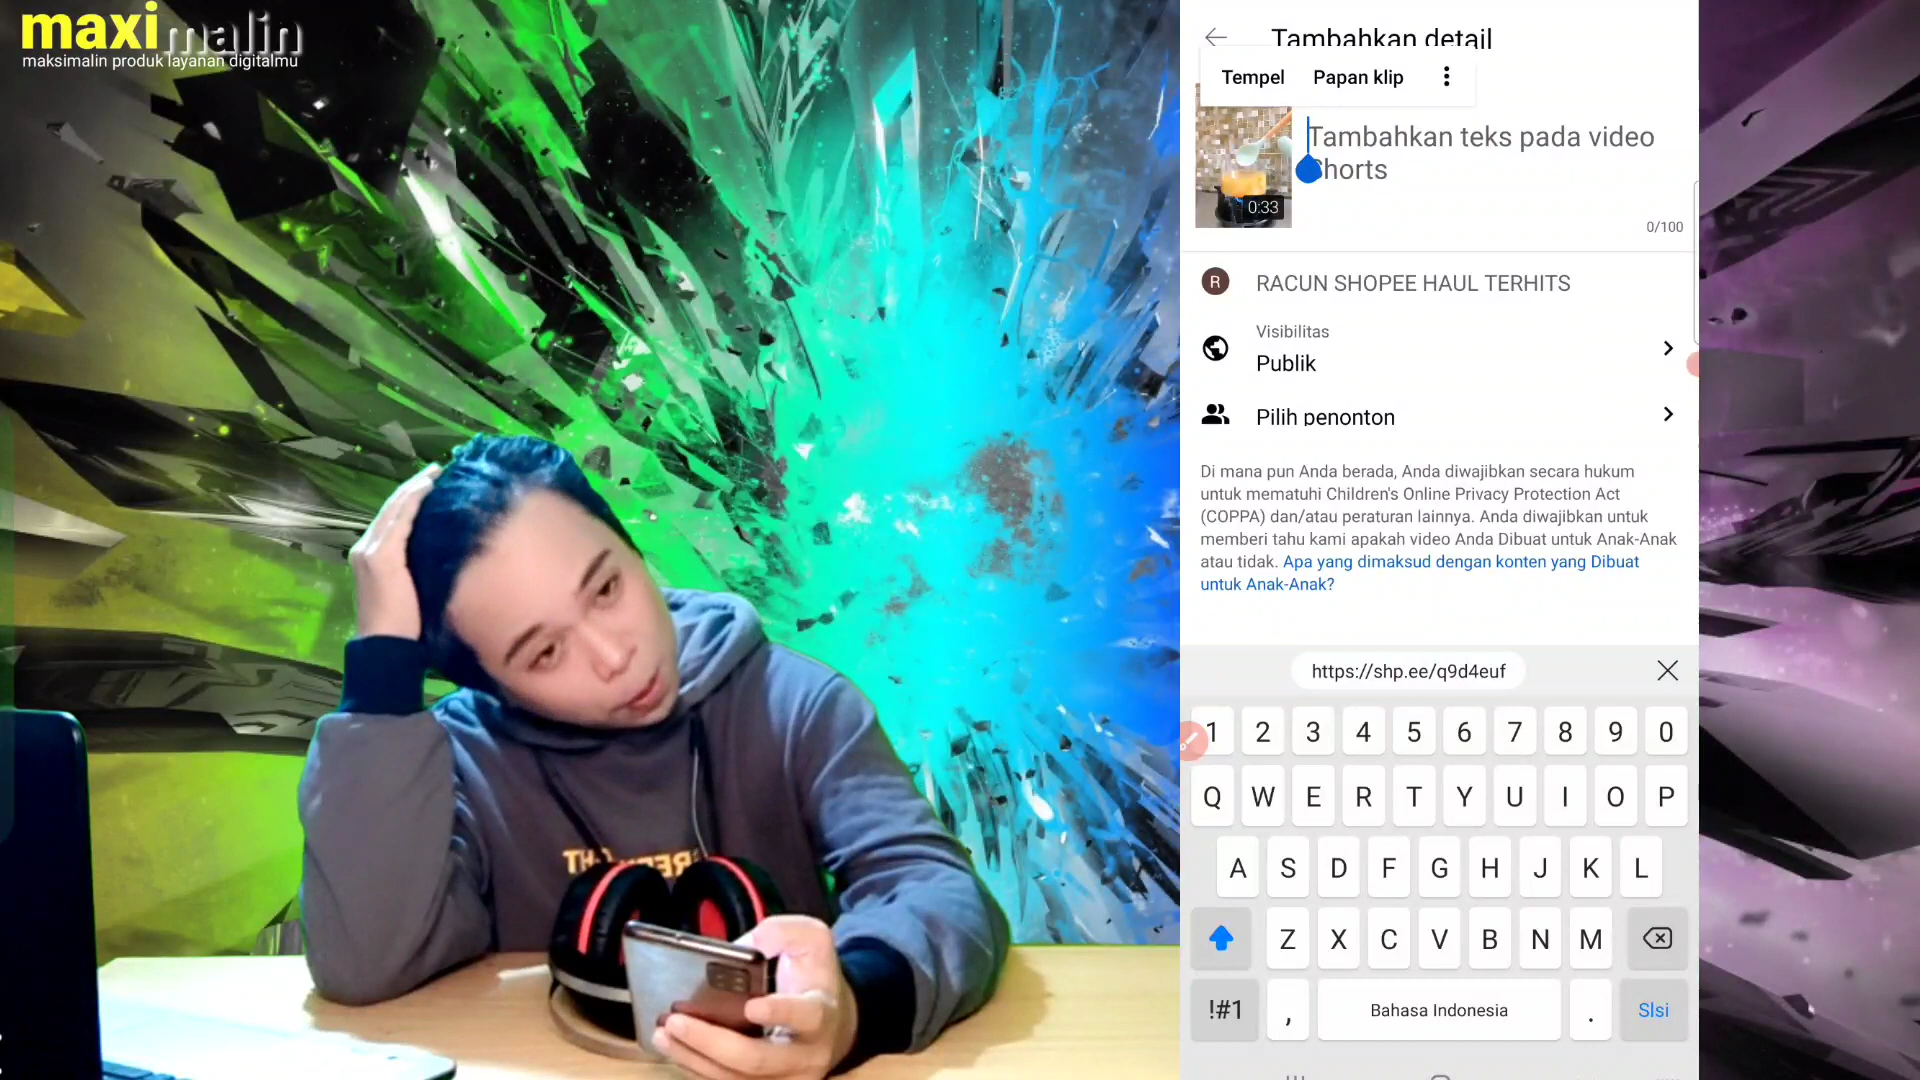 maximalin
maksimalin produk layanan digitalmu
Tambahkan detail
Tempel Papan klip
Tambahkan teks pada video
Shorts
0:33
0/100
R RACUN SHOPEE HAUL TERHITS
Visibilitas
Publik
Pilih penonton
Di mana pun Anda berada, Anda diwajibkan secara hukum
untuk mematuhi Children's Online Privacy Protection Act
(COPPA) dan/atau peraturan lainnya. Anda diwajibkan untuk
memberi tahu kami apakah video Anda Dibuat untuk Anak-Anak
atau tidak. Apa yang dimaksud dengan konten yang Dibuat
untuk Anak-Anak?
https://shp.ee/q9d4euf
1 2 3 4 5 6 7 8 9 0
Q W E R T Y U I O P
A S D F G H J K L
Z X C V B N M
!#1 , Bahasa Indonesia . Slsi